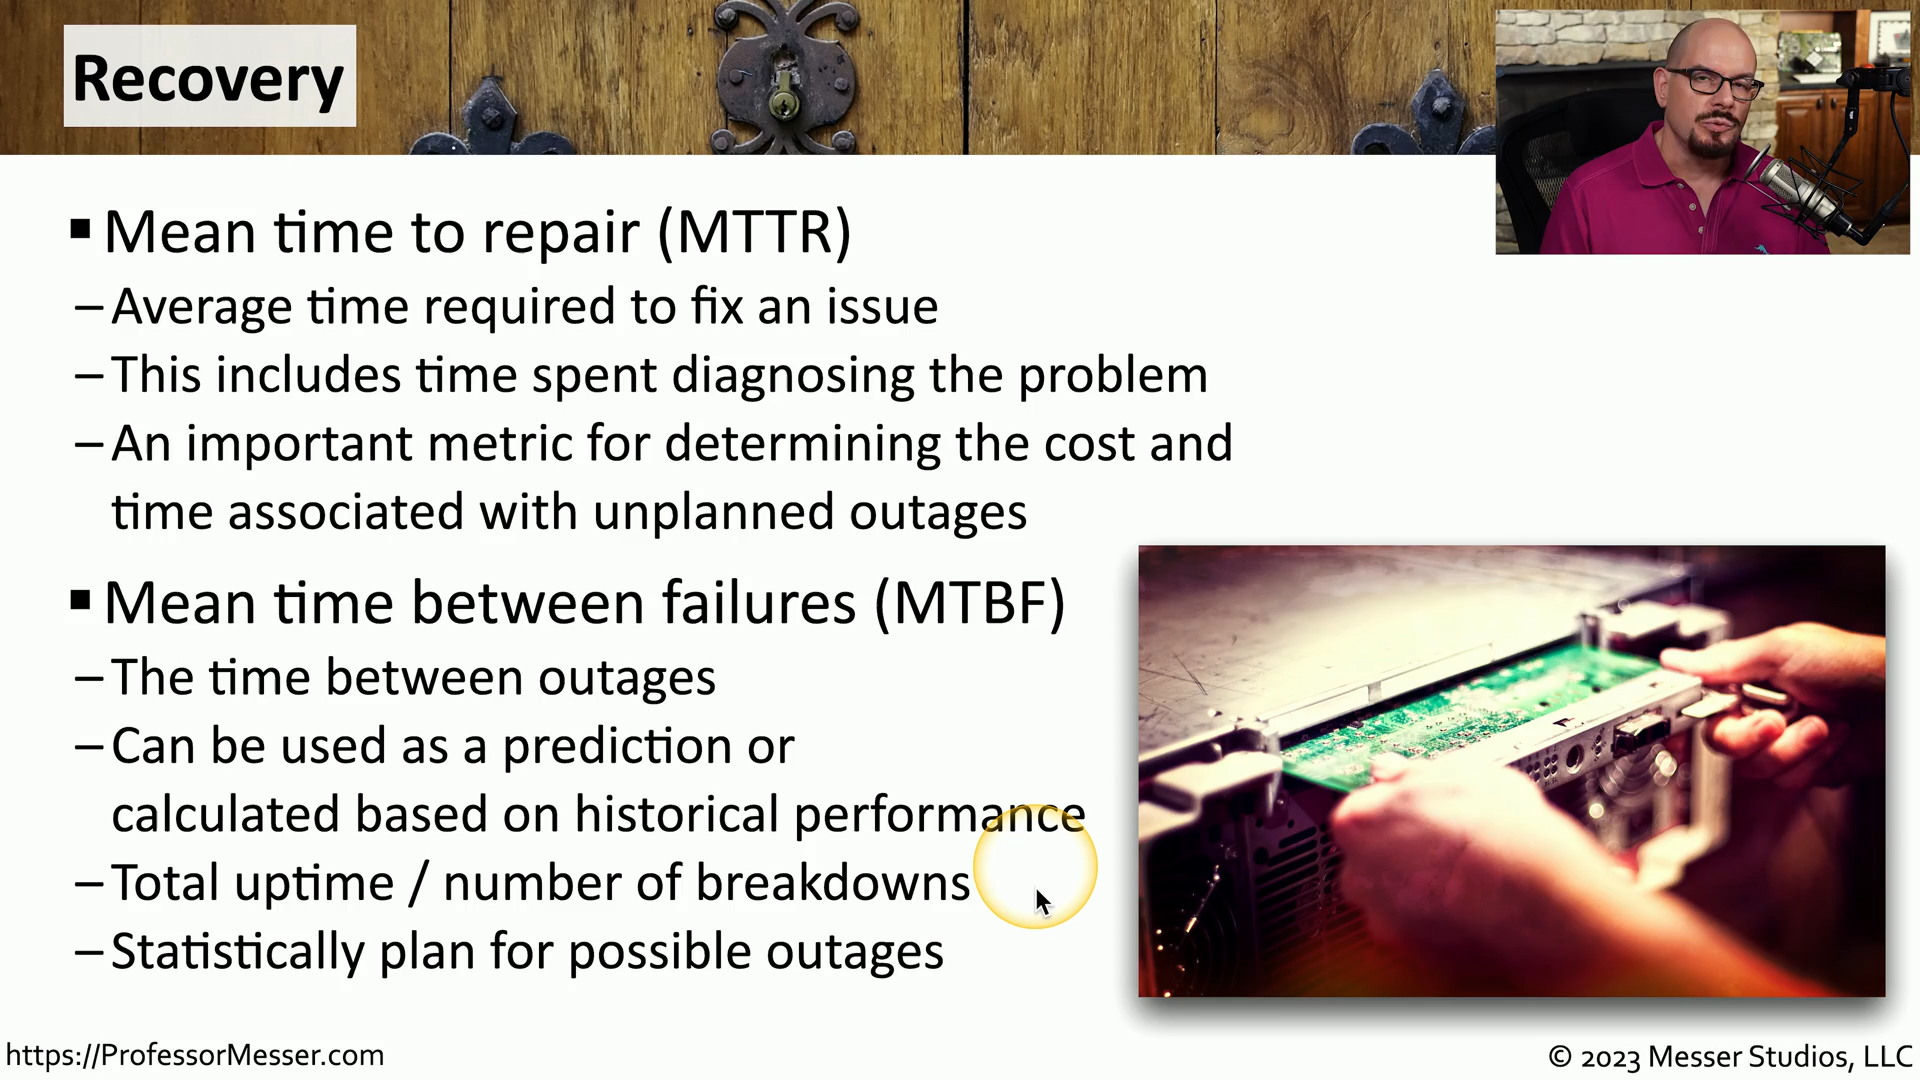 Recovery
▪ Mean time to repair (MTTR)
– Average time required to fix an issue
– This includes time spent diagnosing the problem
– An important metric for determining the cost and
time associated with unplanned outages
▪ Mean time between failures (MTBF)
– The time between outages
– Can be used as a prediction or
calculated based on historical performance
– Total uptime / number of breakdowns
– Statistically plan for possible outages
https://ProfessorMesser.com
© 2023 Messer Studios, LLC